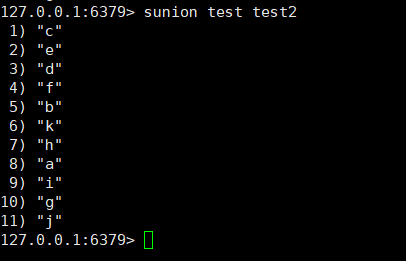 127.0.0.1:6379> sunion test test2
1) "c"
2) "e"
3) "d"
4) "f"
5) "b"
6) "k"
7) "h"
8) "a"
9) "i"
10) "g"
11) "j"
127.0.0.1:6379>